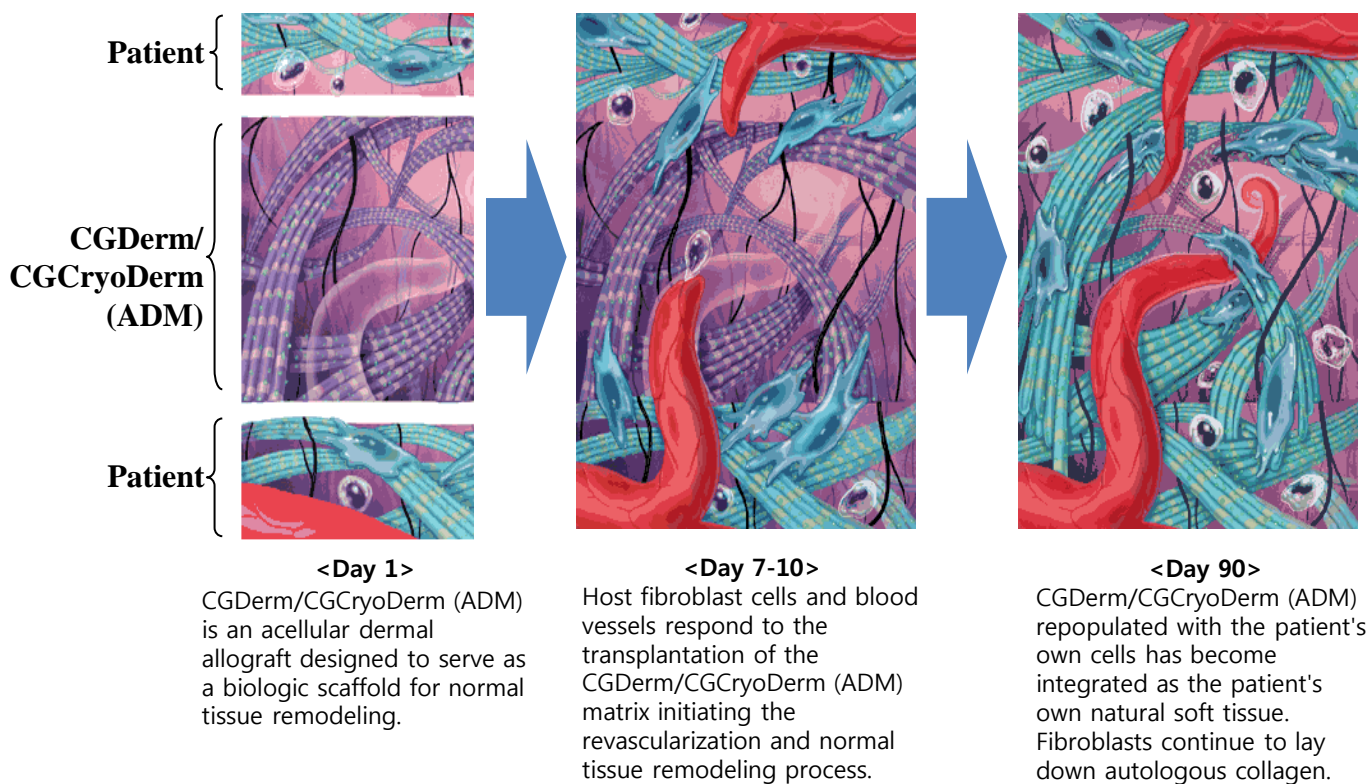 Patient
CGDerm/
CGCryoDerm
(ADM)
Patient
<Day 1>
CGDerm/CGCryoDerm (ADM)
is an acellular dermal
allograft designed to serve as
a biologic scaffold for normal
tissue remodeling.
<Day 7-10>
Host fibroblast cells and blood
vessels respond to the
transplantation of the
CGDerm/CGCryoDerm (ADM)
matrix initiating the
revascularization and normal
tissue remodeling process.
<Day 90>
CGDerm/CGCryoDerm (ADM)
repopulated with the patient's
own cells has become
integrated as the patient's
own natural soft tissue.
Fibroblasts continue to lay
down autologous collagen.